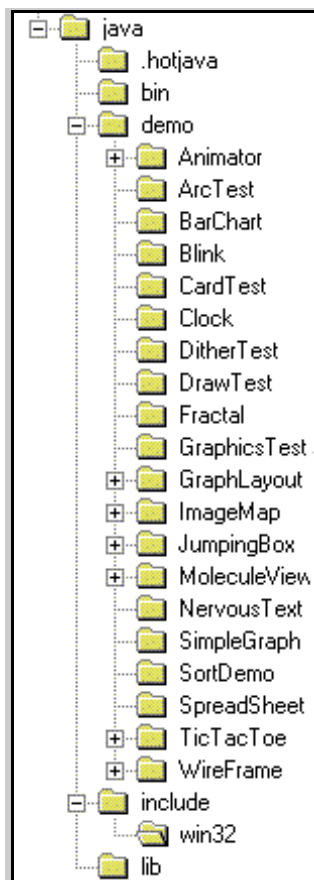 java
.hotjava
bin
demo
Animator
ArcTest
BarChart
Blink
CardTest
Clock
DitherTest
DrawTest
Fractal
GraphicsTest
GraphLayout
ImageMap
JumpingBox
MoleculeView
NervousText
SimpleGraph
SortDemo
SpreadSheet
TicTacToe
WireFrame
include
win32
lib